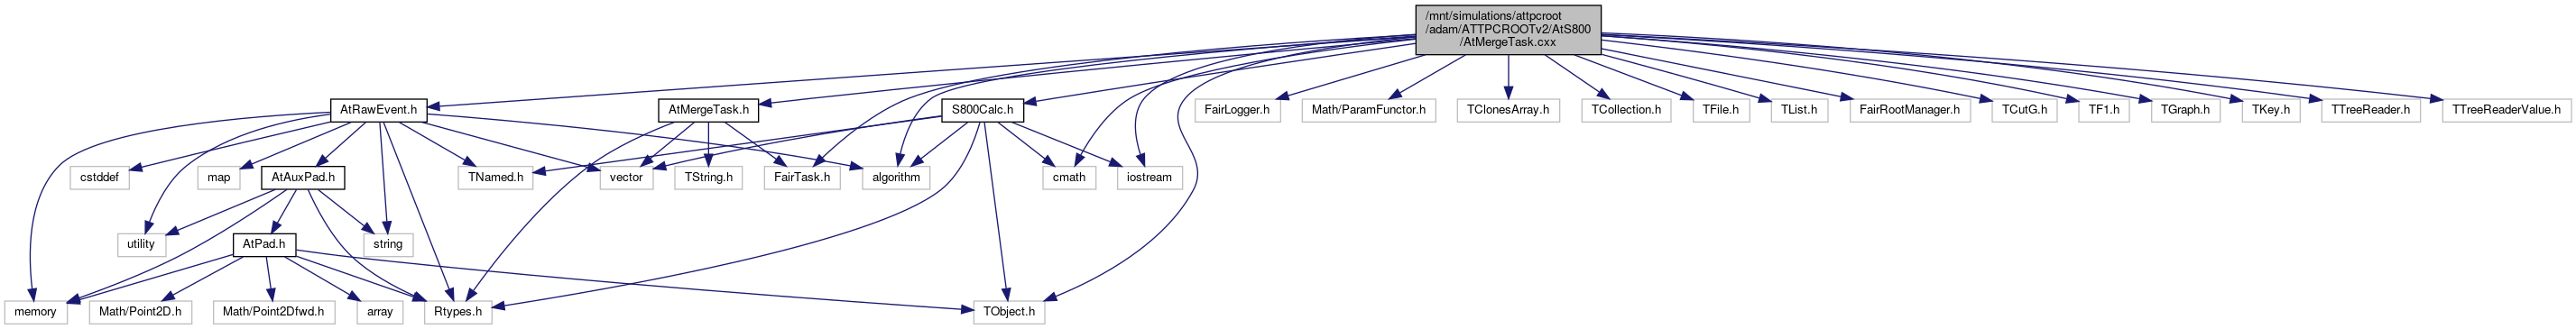 /mnt/simulations/attpcroot
/adam/ATTPCROOTv2/AtS800
/AtMergeTask.cxx
AtRawEvent.h
AtMergeTask.h
S800Calc.h
FairLogger.h
Math/ParamFunctor.h
TClonesArray.h
TCollection.h
TFile.h
TList.h
FairRootManager.h
TCutG.h
TF1.h
TGraph.h
TKey.h
TTreeReader.h
TTreeReaderValue.h
cstddef
map
AtAuxPad.h
TNamed.h
vector
TString.h
FairTask.h
algorithm
cmath
iostream
utility
AtPad.h
string
memory
Math/Point2D.h
Math/Point2Dfwd.h
array
Rtypes.h
TObject.h